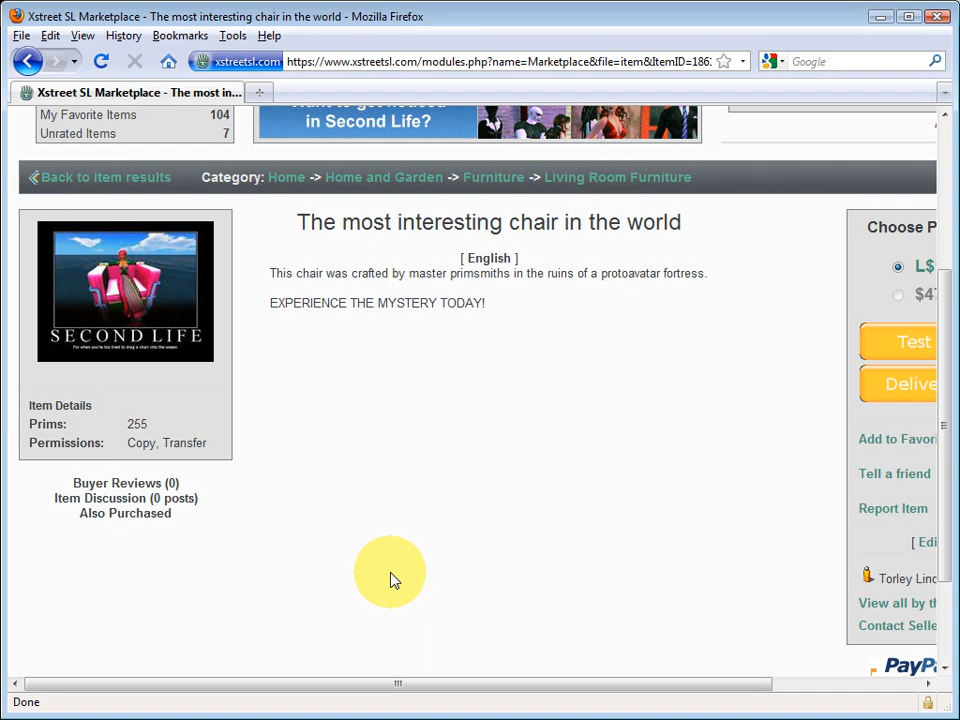 Xstreet SL Marketplace - The most interesting chair in the world - Mozilla Firefox
File Edit View History Bookmarks Tools Help
xstreetsl.com https://www.xstreetsl.com/modules.php?name=Marketplace&file=item&ItemID=186 Google
Xstreet SL Marketplace - The most in...
My Favorite Items 104
Unrated Items 7
in Second Life?
Back to item results Category: Home -> Home and Garden -> Furniture -> Living Room Furniture
The most interesting chair in the world
[ English ]
This chair was crafted by master primsmiths in the ruins of a protoavatar fortress.
EXPERIENCE THE MYSTERY TODAY!
SECOND LIFE
For when you're too tired to drag a chair into the ocean.
Item Details
Prims: 255
Permissions: Copy, Transfer
Buyer Reviews (0)
Item Discussion (0 posts)
Also Purchased
Choose P
L$
$47
Test
Delive
Add to Favori
Tell a friend
Report Item
[ Edi
Torley Lind
View all by th
Contact Selle
PayPa
Done